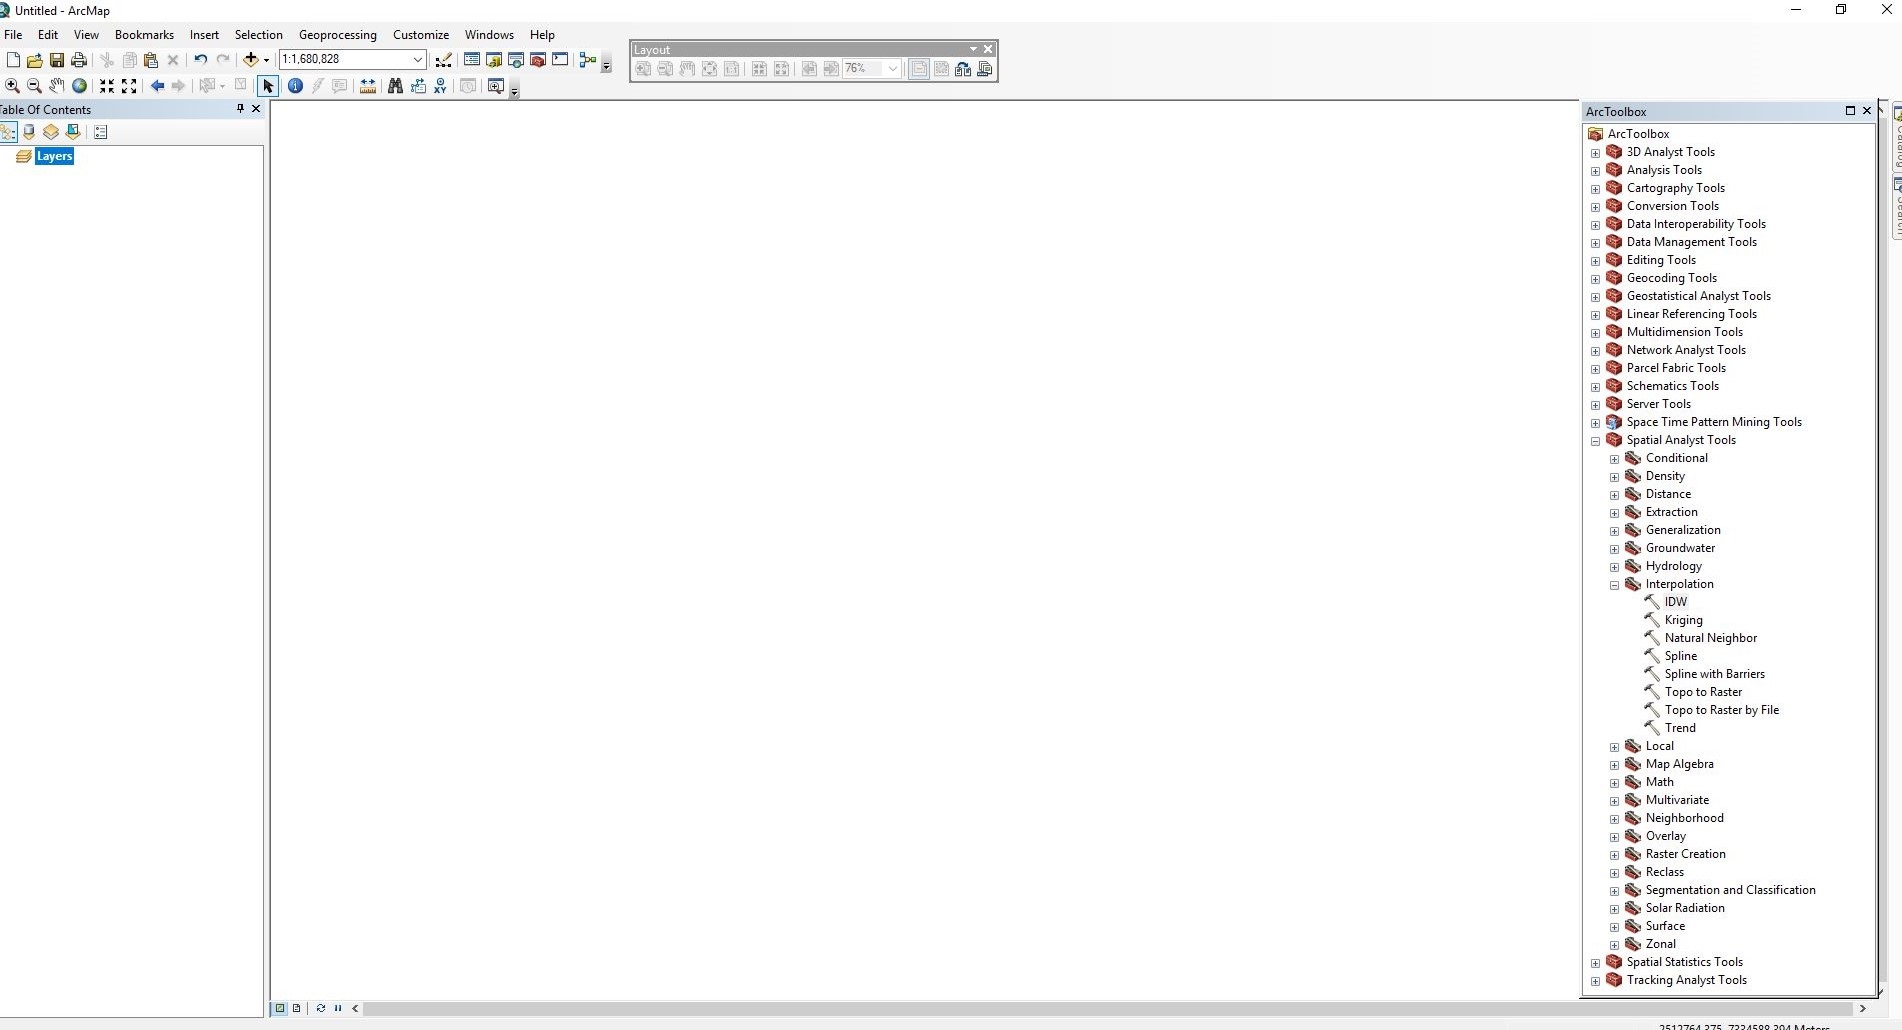 Untitled - ArcMap
File Edit View Bookmarks Insert Selection Geoprocessing Customize Windows Help
1:1,680,828
Layout
76%
Table Of Contents
Layers
ArcToolbox
ArcToolbox
3D Analyst Tools
Analysis Tools
Cartography Tools
Conversion Tools
Data Interoperability Tools
Data Management Tools
Editing Tools
Geocoding Tools
Geostatistical Analyst Tools
Linear Referencing Tools
Multidimension Tools
Network Analyst Tools
Parcel Fabric Tools
Schematics Tools
Server Tools
Space Time Pattern Mining Tools
Spatial Analyst Tools
Conditional
Density
Distance
Extraction
Generalization
Groundwater
Hydrology
Interpolation
IDW
Kriging
Natural Neighbor
Spline
Spline with Barriers
Topo to Raster
Topo to Raster by File
Trend
Local
Map Algebra
Math
Multivariate
Neighborhood
Overlay
Raster Creation
Reclass
Segmentation and Classification
Solar Radiation
Surface
Zonal
Spatial Statistics Tools
Tracking Analyst Tools
2512764.375 7334588.394 Meters